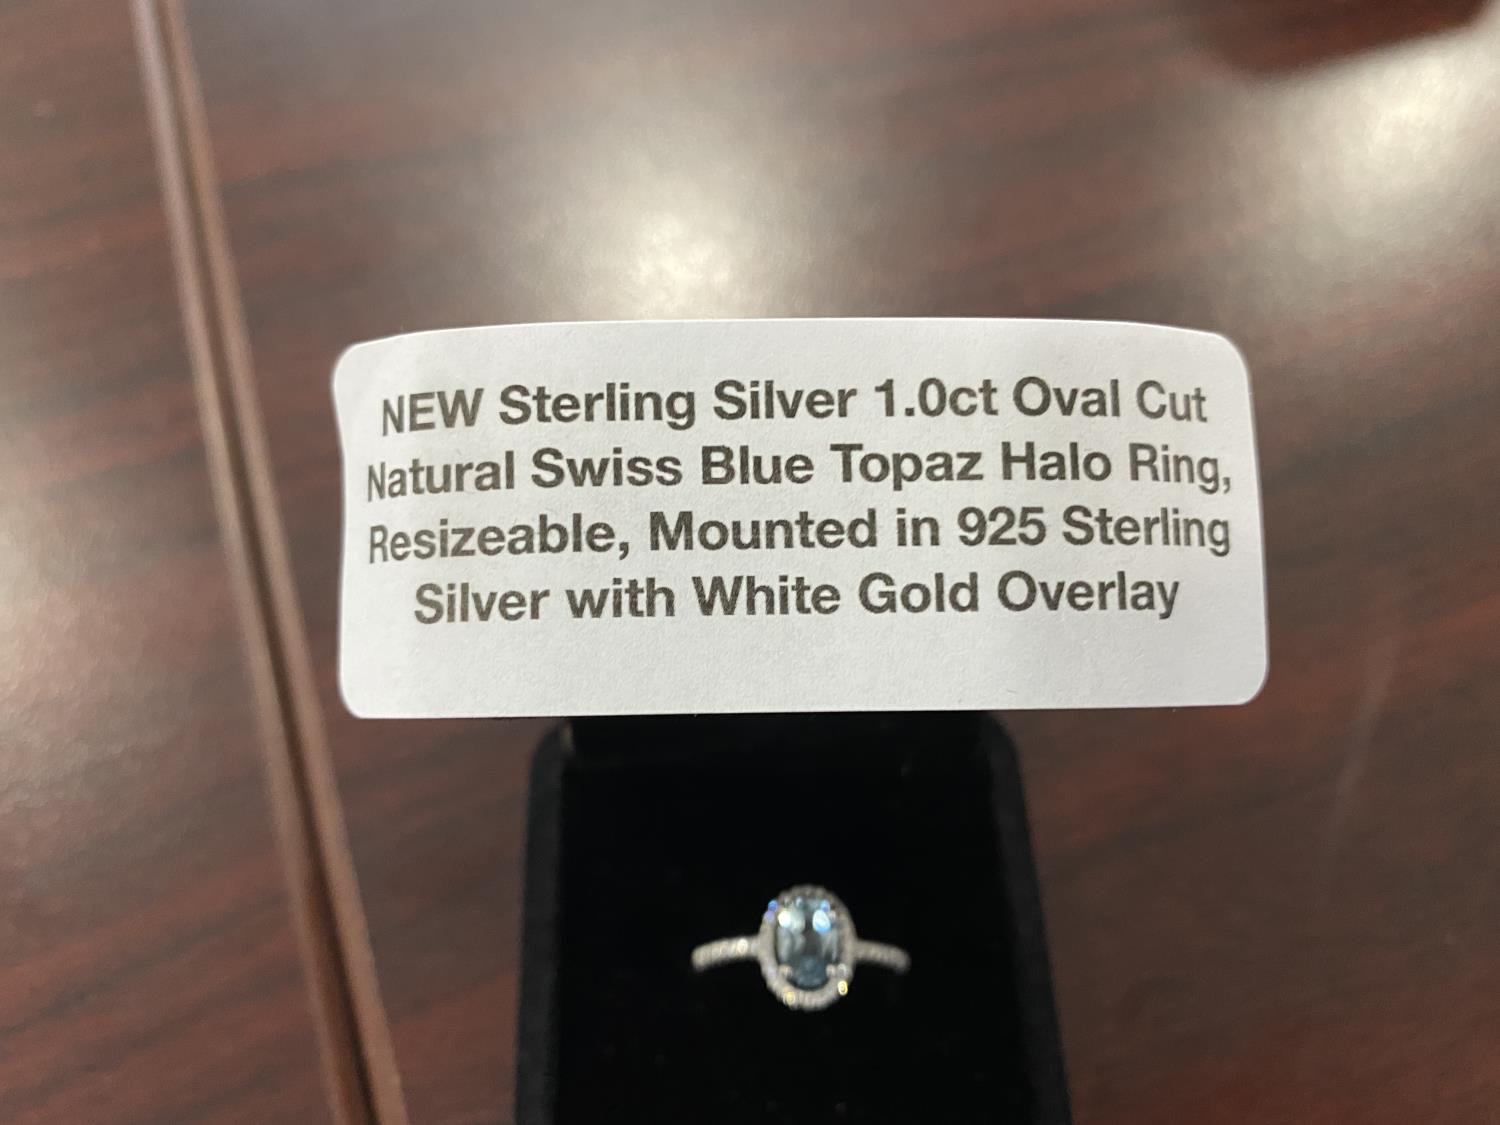 NEW Sterling Silver 1.0ct Oval Cut
Natural Swiss Blue Topaz Halo Ring,
Resizeable, Mounted in 925 Sterling
Silver with White Gold Overlay